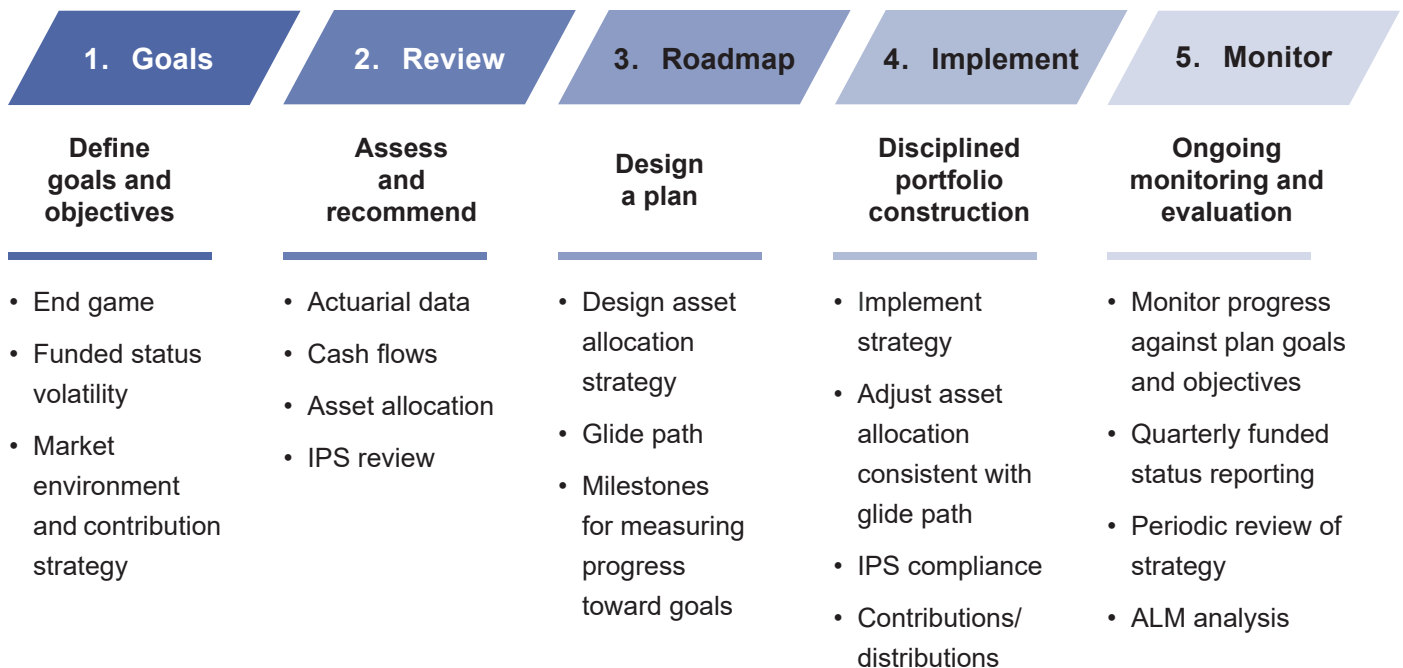 1. Goals
2. Review
3. Roadmap
4. Implement
5. Monitor
Define
goals and
objectives
• End game
• Funded status
volatility
• Market
environment
and contribution
strategy
Assess
and
recommend
• Actuarial data
• Cash flows
• Asset allocation
• IPS review
Design
a plan
• Design asset
allocation
strategy
• Glide path
• Milestones
for measuring
progress
toward goals
Disciplined
portfolio
construction
• Implement
strategy
• Adjust asset
allocation
consistent with
glide path
• IPS compliance
• Contributions/
distributions
Ongoing
monitoring and
evaluation
• Monitor progress
against plan goals
and objectives
• Quarterly funded
status reporting
• Periodic review of
strategy
• ALM analysis